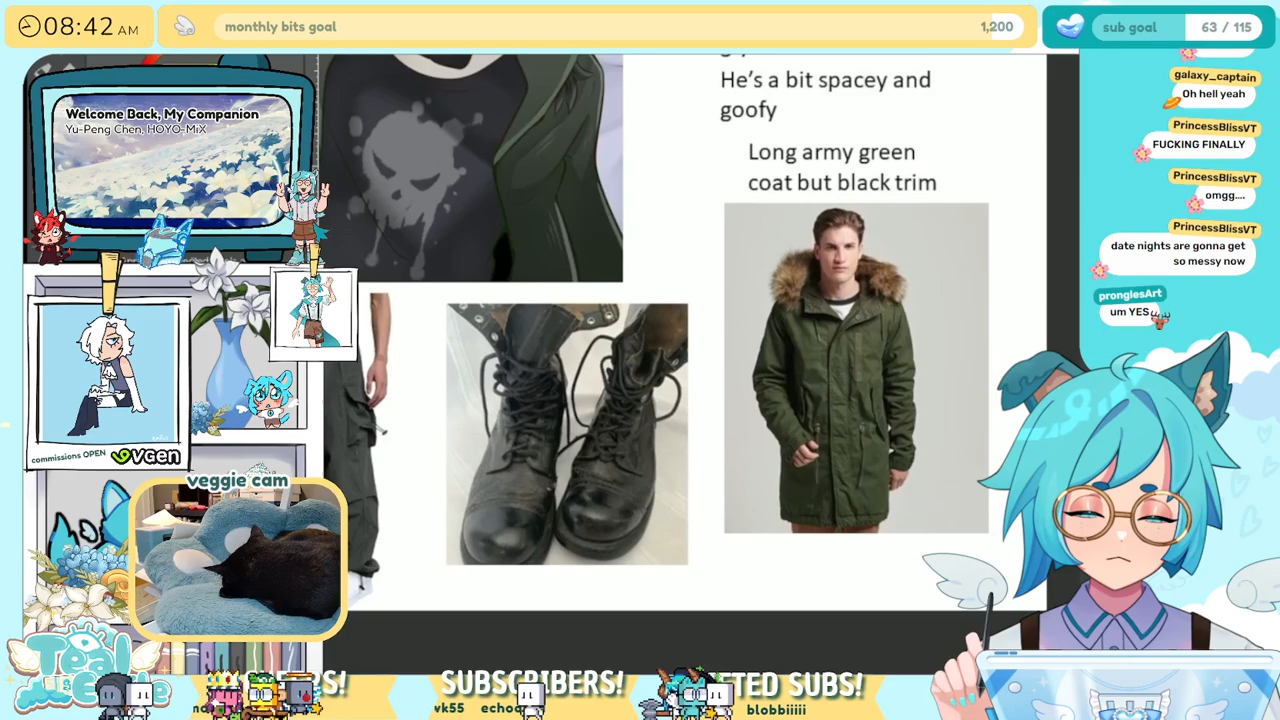 08:42 AM
monthly bits goal
1,200
sub goal
63 / 115
Welcome Back, My Companion
Yu-Peng Chen, HOYO-MiX
He's a bit spacey and
goofy
Long army green
coat but black trim
galaxy_captain
Oh hell yeah
PrincessBlissVT
FUCKING FINALLY
PrincessBlissVT
omgg....
PrincessBlissVT
date nights are gonna get
so messy now
pronglesArt
um YES
commissions OPEN
VGen
veggie cam
Teal
SUBSCRIBERS!
vk55
SUBS!
blobbiiiii